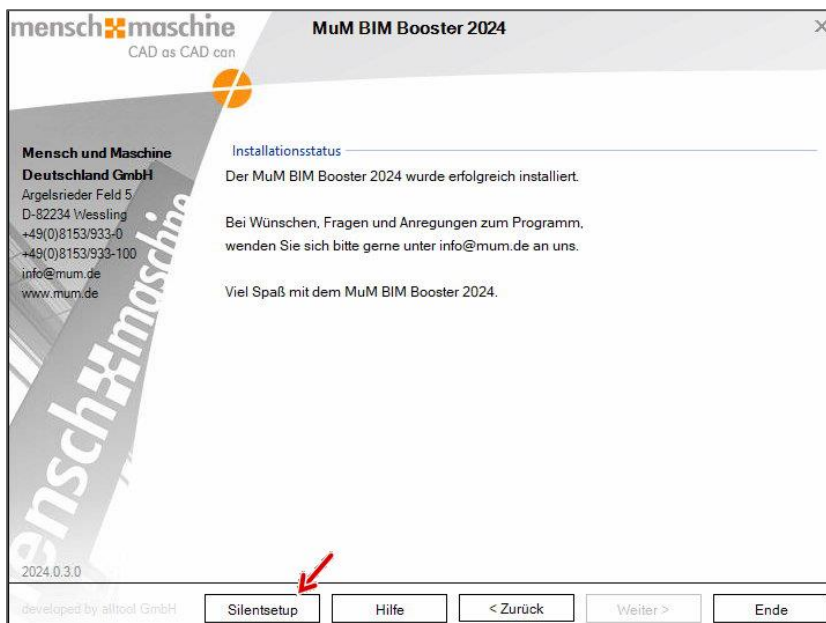 mensch maschine
CAD as CAD can
MuM BIM Booster 2024
Mensch und Maschine
Deutschland GmbH
Argelsrieder Feld 5
D-82234 Wessling
+49(0)8153/933-0
+49(0)8153/933-100
info@mum.de
www.mum.de
Installationsstatus
Der MuM BIM Booster 2024 wurde erfolgreich installiert.
Bei Wünschen, Fragen und Anregungen zum Programm,
wenden Sie sich bitte gerne unter info@mum.de an uns.
Viel Spaß mit dem MuM BIM Booster 2024.
ensch maschine
2024.0.3.0
developed by alltool GmbH
Silentsetup
Hilfe
< Zurück
Weiter >
Ende